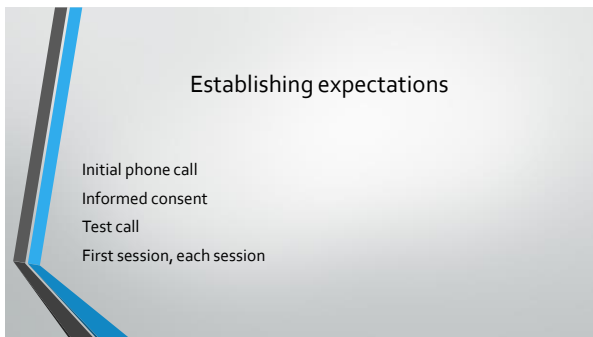 Establishing expectations
Initial phone call
Informed consent
Test call
First session, each session